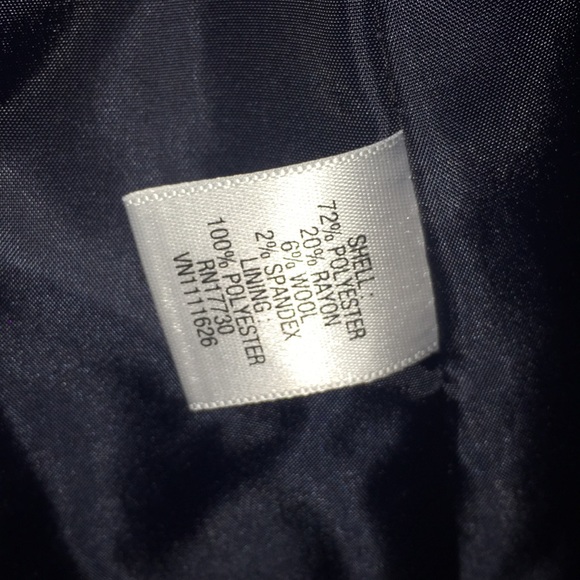 SHELL:
72% POLYESTER
20% RAYON
6% WOOL
2% SPANDEX
LINING:
100% POLYESTER
RN17730
VN1111626